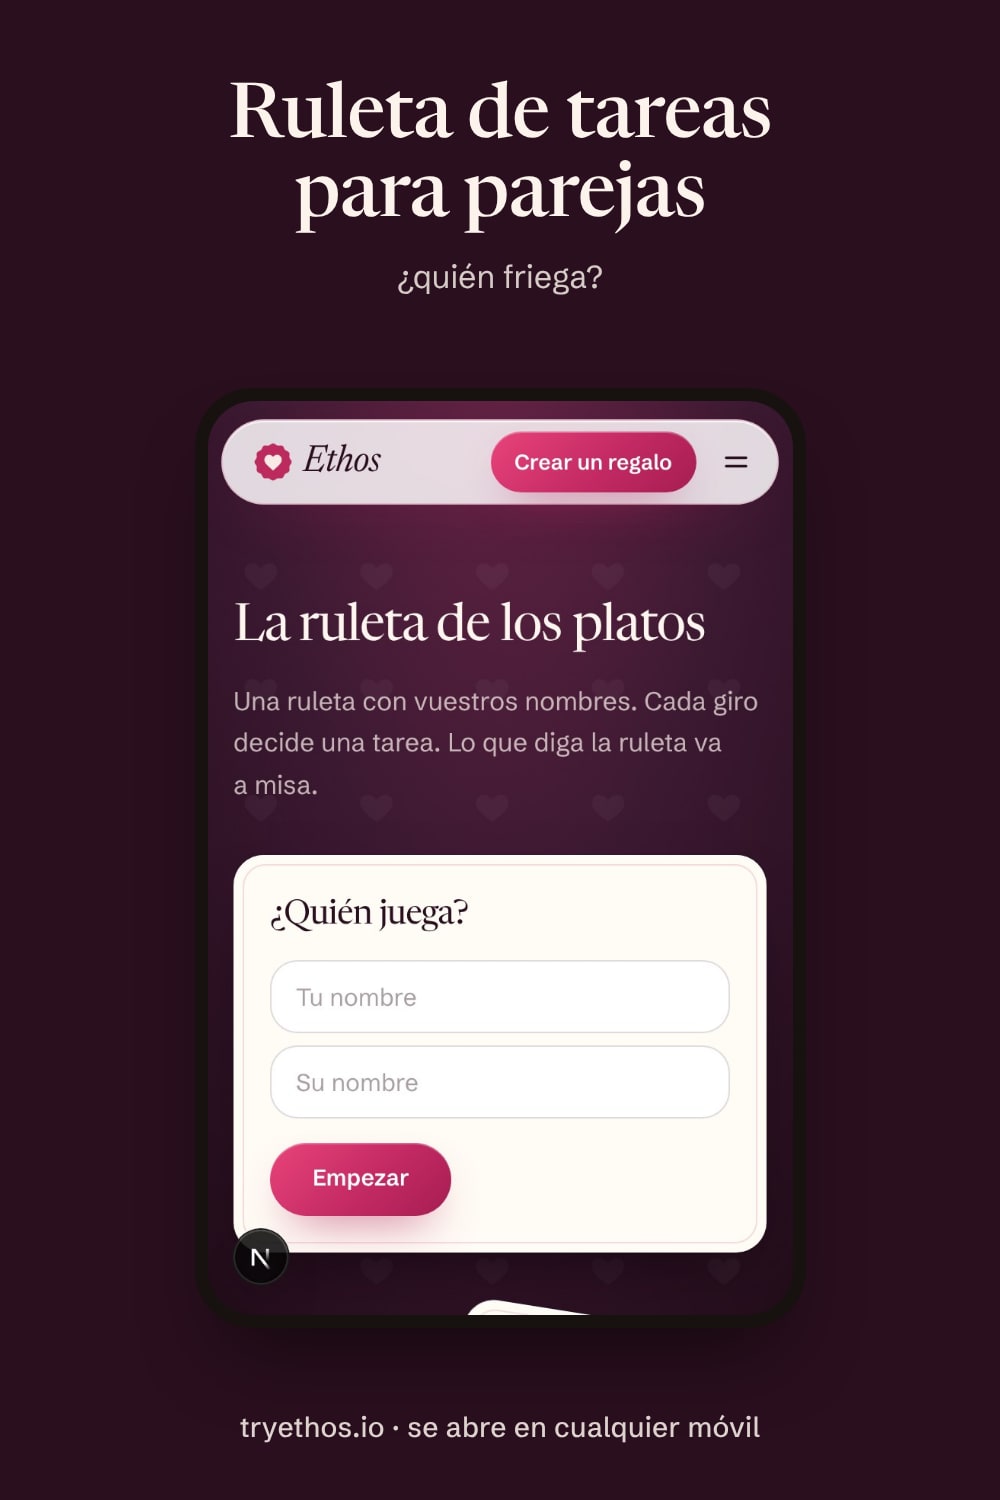 Ruleta de tareas
para parejas
¿quién friega?
Ethos
Crear un regalo
La ruleta de los platos
Una ruleta con vuestros nombres. Cada giro
decide una tarea. Lo que diga la ruleta va
a misa.
¿Quién juega?
Tu nombre
Su nombre
Empezar
N
tryethos.io · se abre en cualquier móvil